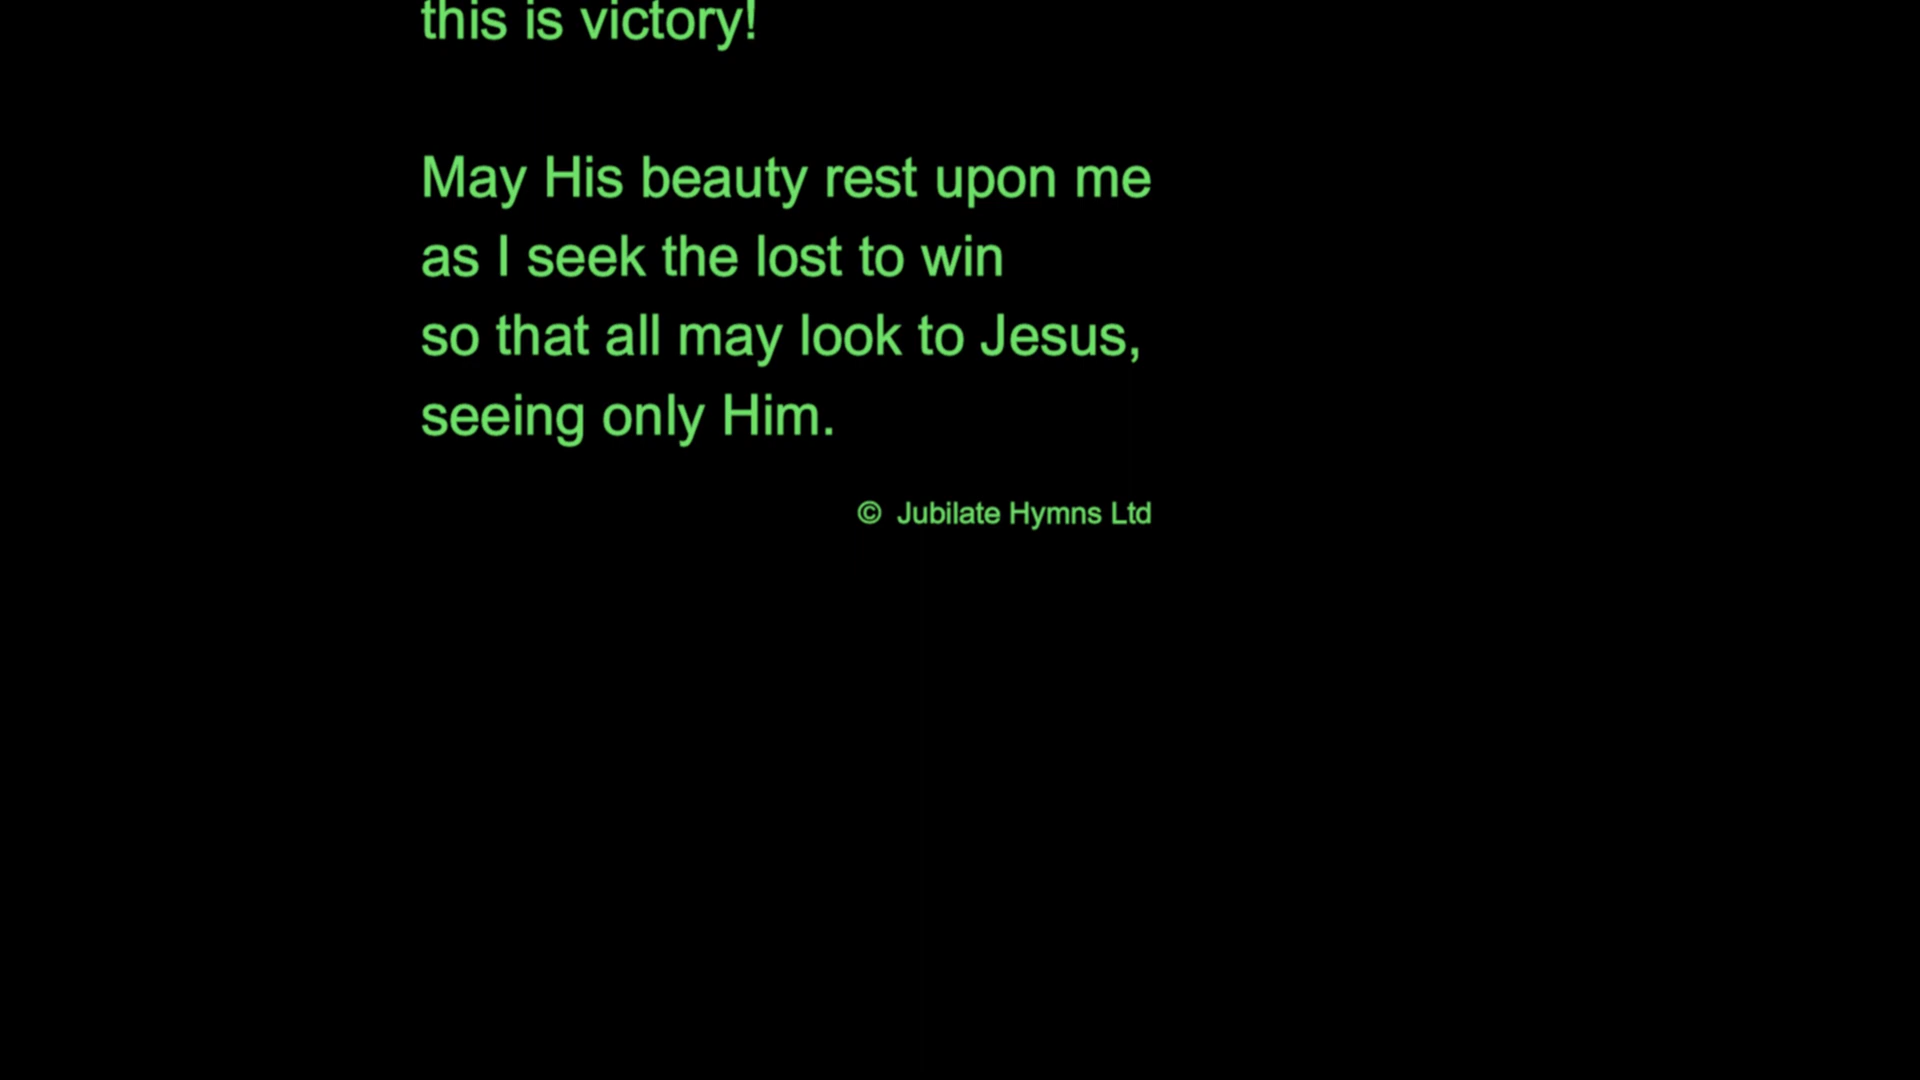 this is victory!
May His beauty rest upon me
as I seek the lost to win
so that all may look to Jesus,
seeing only Him.
© Jubilate Hymns Ltd